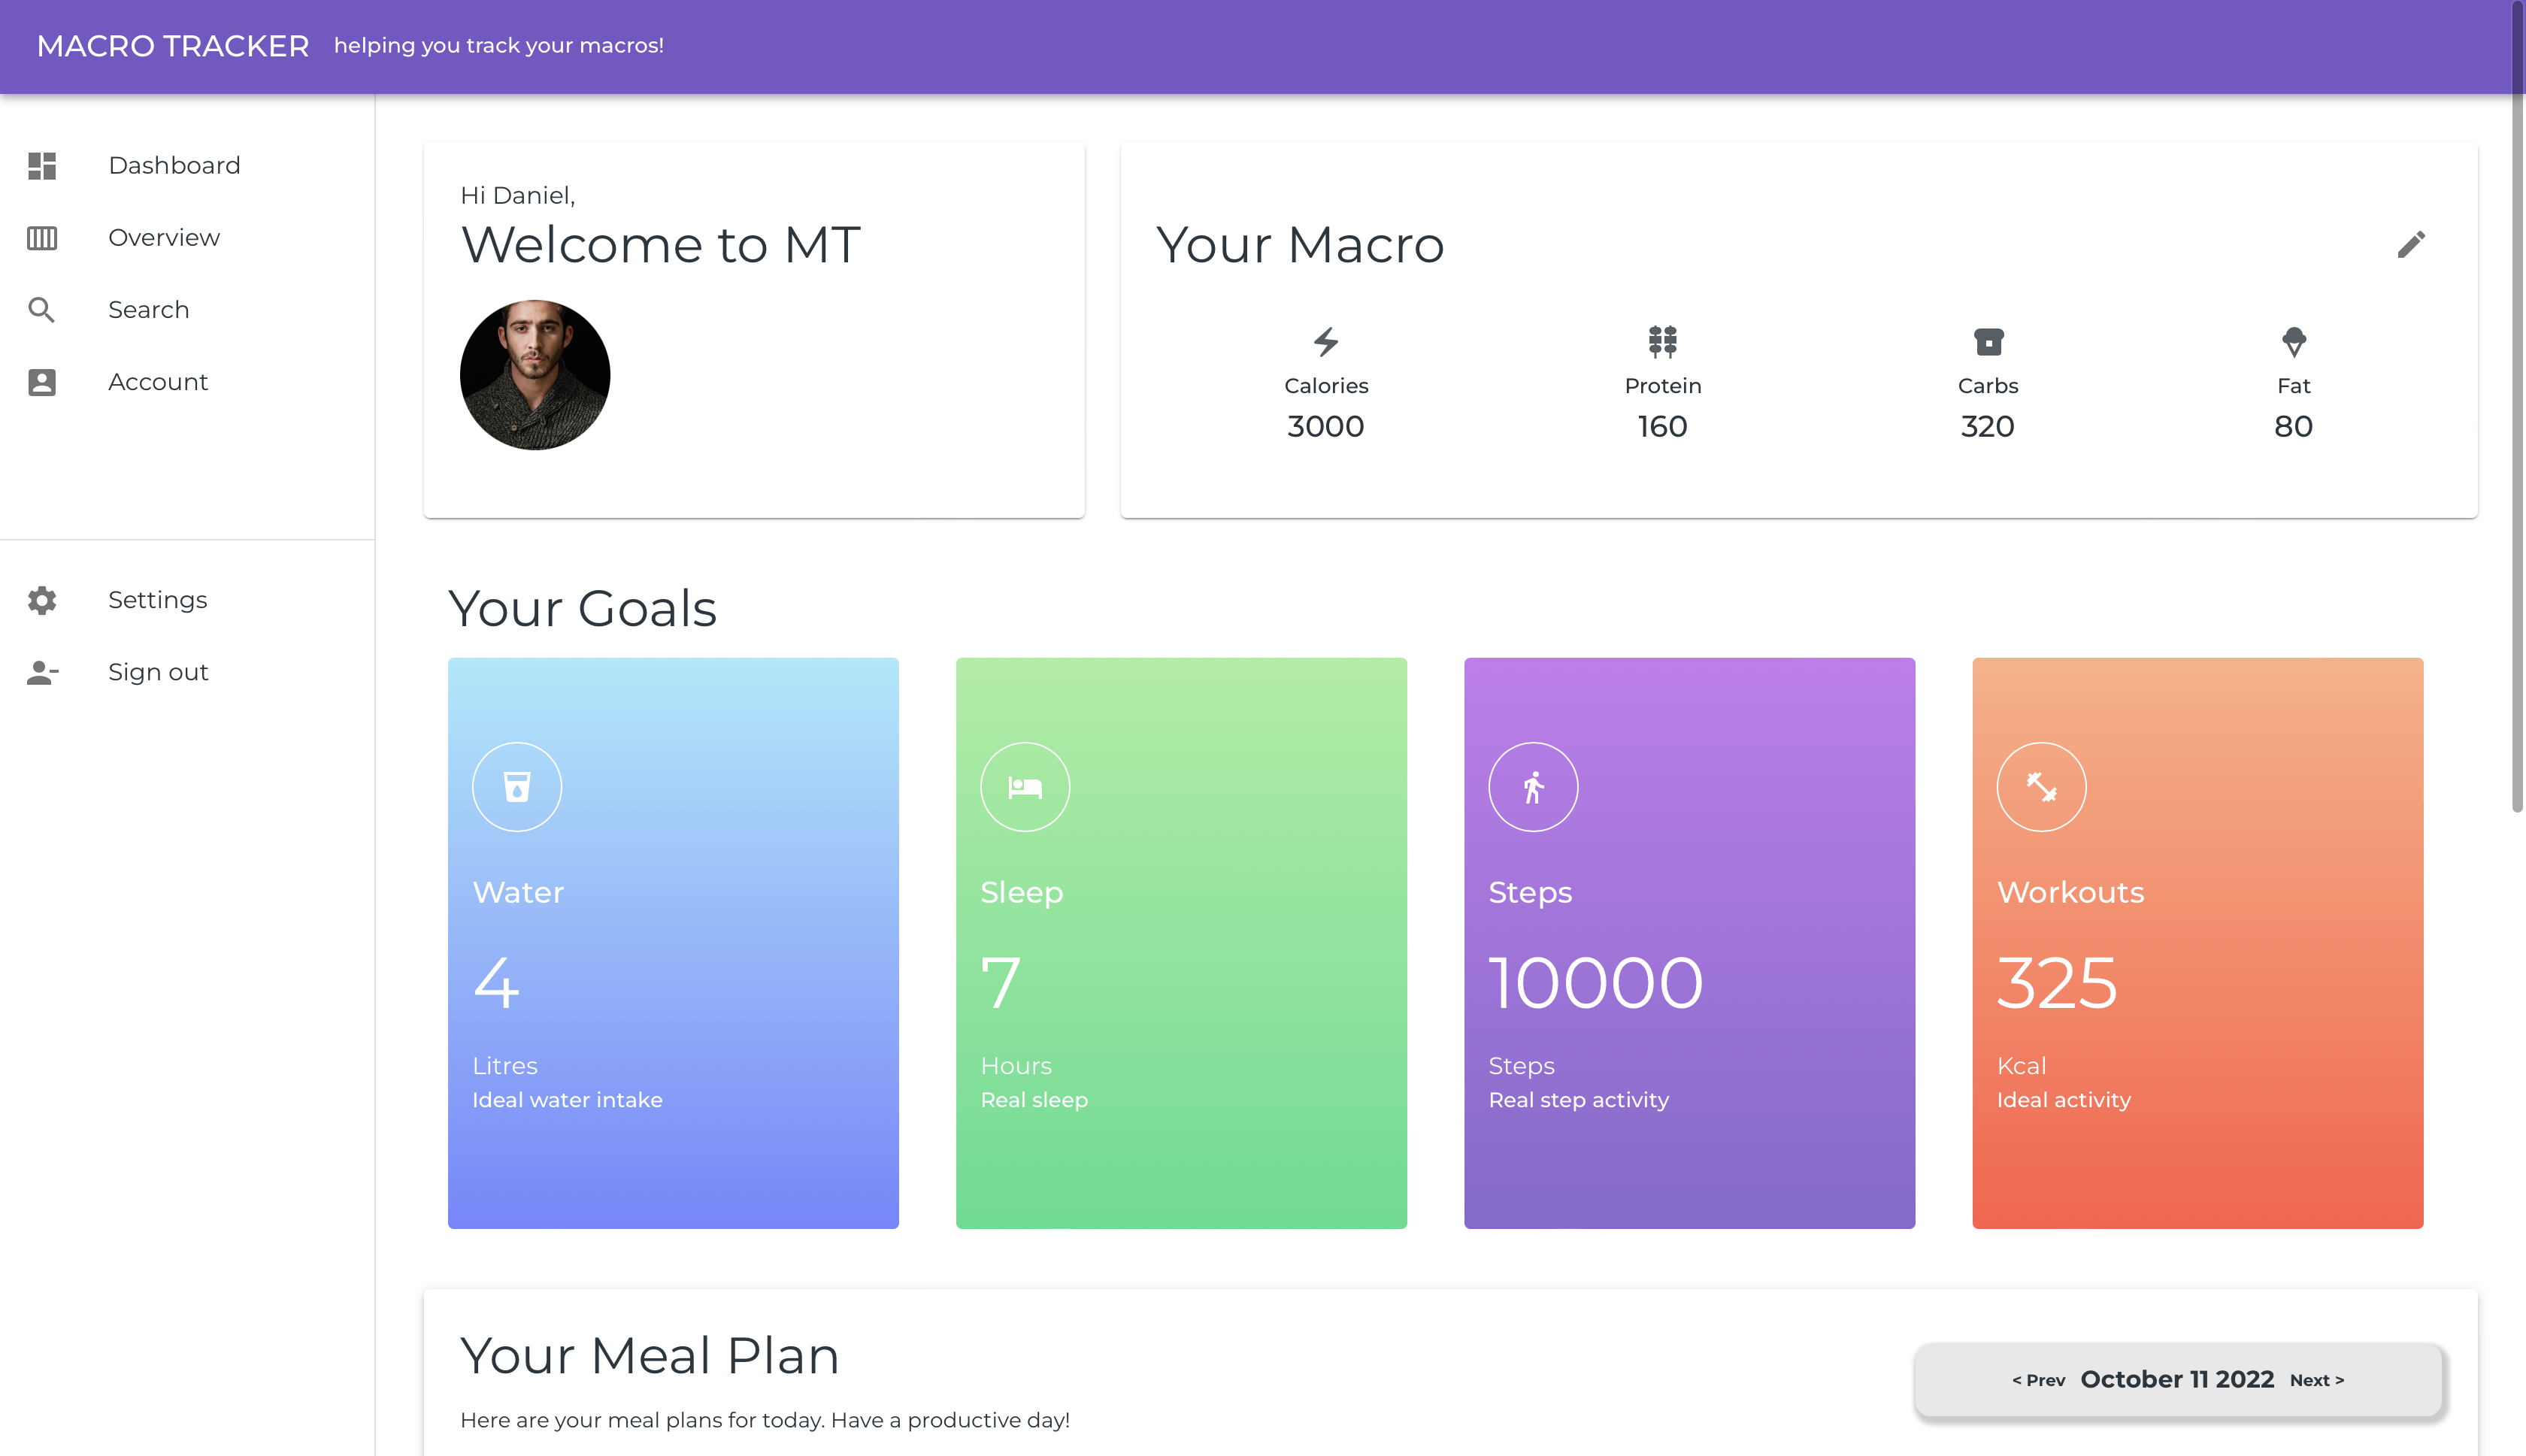 MACRO TRACKER helping you track your macros!
Dashboard
Overview
Search
Account
Settings
Sign out
Hi Daniel,
Welcome to MT
Your Macro
Calories
3000
Protein
160
Carbs
320
Fat
80
Your Goals
Water
4
Litres
Ideal water intake
Sleep
7
Hours
Real sleep
Steps
10000
Steps
Real step activity
Workouts
325
Kcal
Ideal activity
Your Meal Plan
Here are your meal plans for today. Have a productive day!
< Prev October 11 2022 Next >